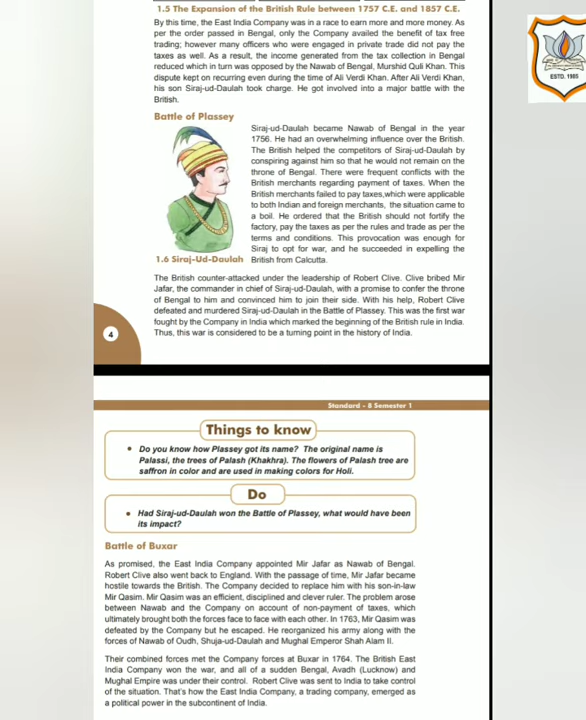 1.5 The Expansion of the British Rule between 1757 C.E. and 1857 C.E.
By this time, the East India Company was in a race to earn more and more money. As
per the order passed in Bengal, only the Company availed the benefit of tax free
trading; however many officers who were engaged in private trade did not pay the
taxes as well. As a result, the income generated from the tax collection in Bengal
reduced which in turn was opposed by the Nawab of Bengal, Murshid Quli Khan. This
dispute kept on recurring even during the time of Ali Verdi Khan. After Ali Verdi Khan,
his son Siraj-ud-Daulah took charge. He got involved into a major battle with the
British.
Battle of Plassey
Siraj-ud-Daulah became Nawab of Bengal in the year
1756. He had an overwhelming influence over the British.
The British helped the competitors of Siraj-ud-Daulah by
conspiring against him so that he would not remain on the
throne of Bengal. There were frequent conflicts with the
British merchants regarding payment of taxes. When the
British merchants failed to pay taxes,which were applicable
to both Indian and foreign merchants, the situation came to
a boil. He ordered that the British should not fortify the
factory, pay the taxes as per the rules and trade as per the
terms and conditions. This provocation was enough for
Siraj to opt for war, and he succeeded in expelling the
British from Calcutta.
1.6 Siraj-Ud-Daulah
The British counter-attacked under the leadership of Robert Clive. Clive bribed Mir
Jafar, the commander in chief of Siraj-ud-Daulah, with a promise to confer the throne
of Bengal to him and convinced him to join their side. With his help, Robert Clive
defeated and murdered Siraj-ud-Daulah in the Battle of Plassey. This was the first war
fought by the Company in India which marked the beginning of the British rule in India.
Thus, this war is considered to be a turning point in the history of India.
4
Standard - 8 Semester 1
Things to know
• Do you know how Plassey got its name? The original name is
Palassi, the trees of Palash (Khakhra). The flowers of Palash tree are
saffron in color and are used in making colors for Holi.
Do
• Had Siraj-ud-Daulah won the Battle of Plassey, what would have been
its impact?
Battle of Buxar
As promised, the East India Company appointed Mir Jafar as Nawab of Bengal.
Robert Clive also went back to England. With the passage of time, Mir Jafar became
hostile towards the British. The Company decided to replace him with his son-in-law
Mir Qasim. Mir Qasim was an efficient, disciplined and clever ruler. The problem arose
between Nawab and the Company on account of non-payment of taxes, which
ultimately brought both the forces face to face with each other. In 1763, Mir Qasim was
defeated by the Company but he escaped. He reorganized his army along with the
forces of Nawab of Oudh, Shuja-ud-Daulah and Mughal Emperor Shah Alam II.
Their combined forces met the Company forces at Buxar in 1764. The British East
India Company won the war, and all of a sudden Bengal, Avadh (Lucknow) and
Mughal Empire was under their control. Robert Clive was sent to India to take control
of the situation. That's how the East India Company, a trading company, emerged as
a political power in the subcontinent of India.
ESTD. 1985